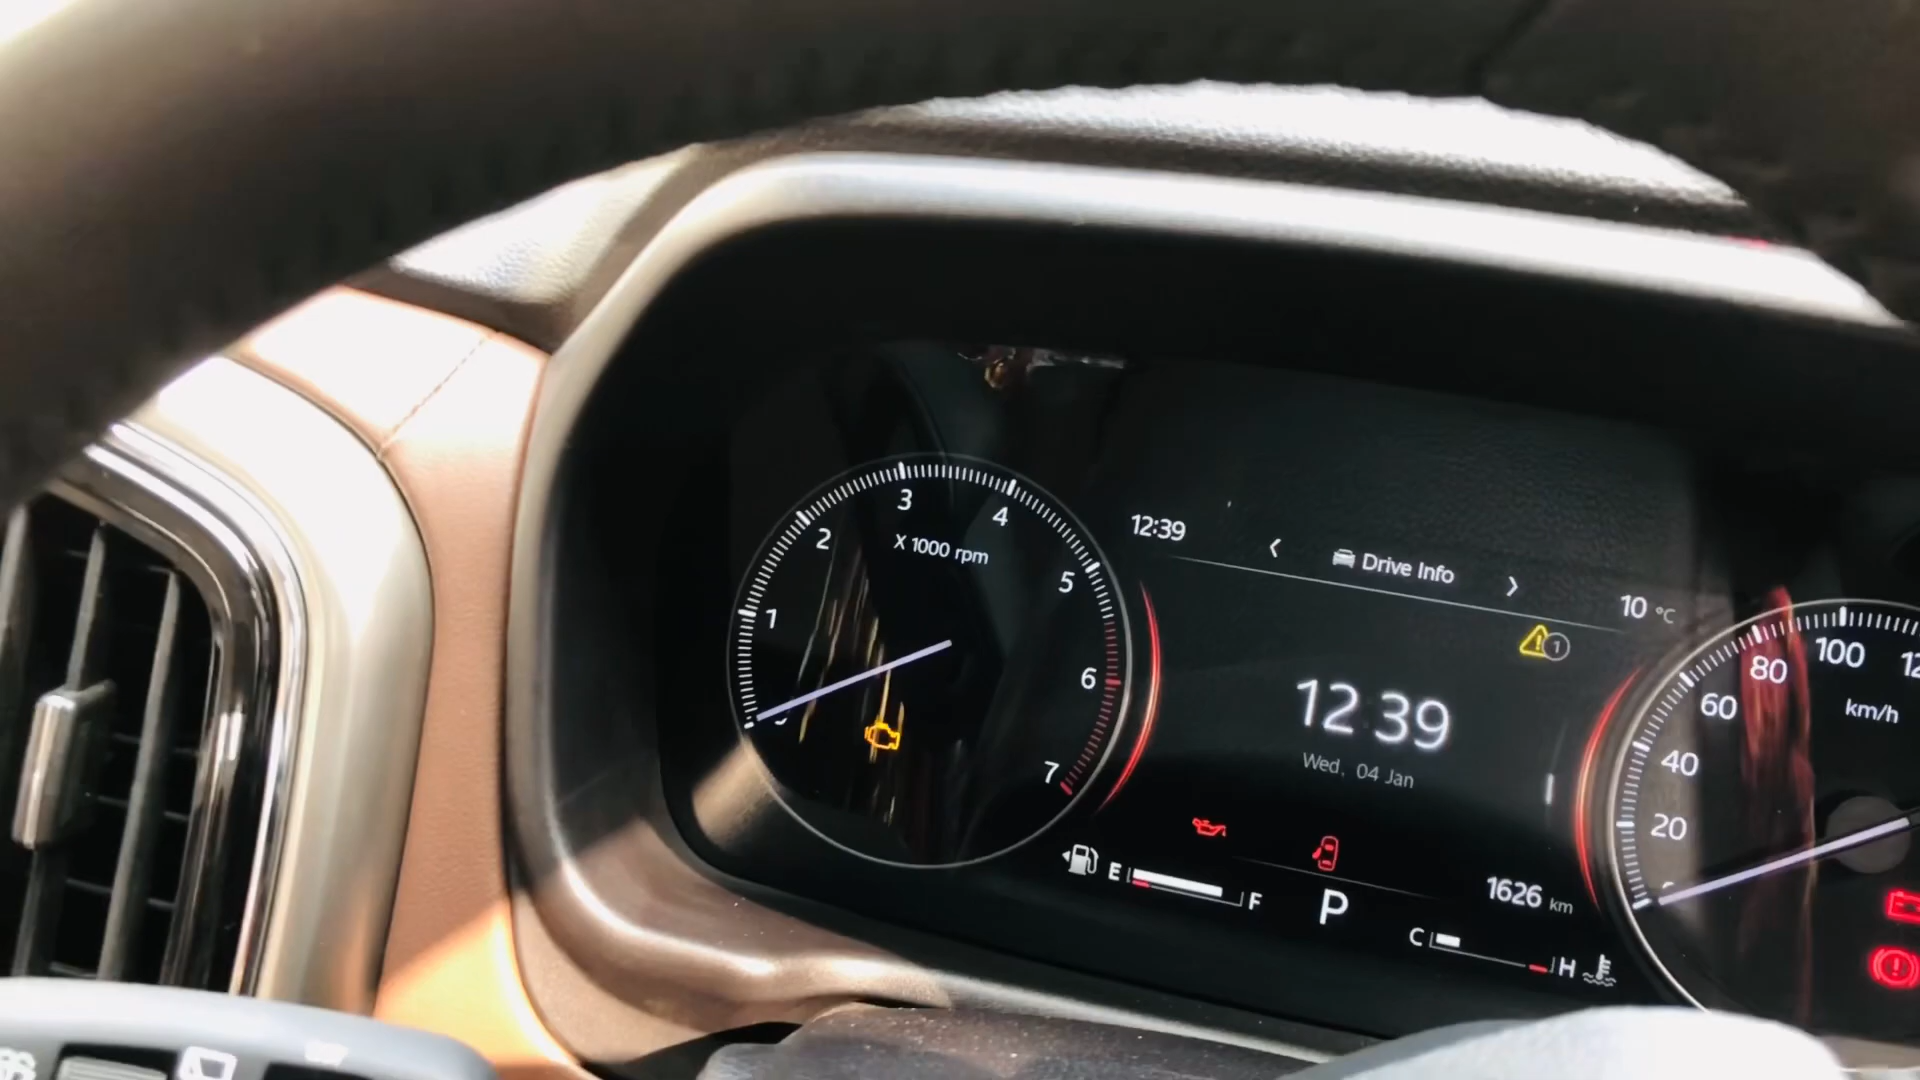 3
4
2
X 1000 rpm
5
1
6
7
12:39
Drive Info
10 °C
1
12 39
Wed, 04 Jan
E
F
P
1626 km
C
H
100
80
60
km/h
40
20